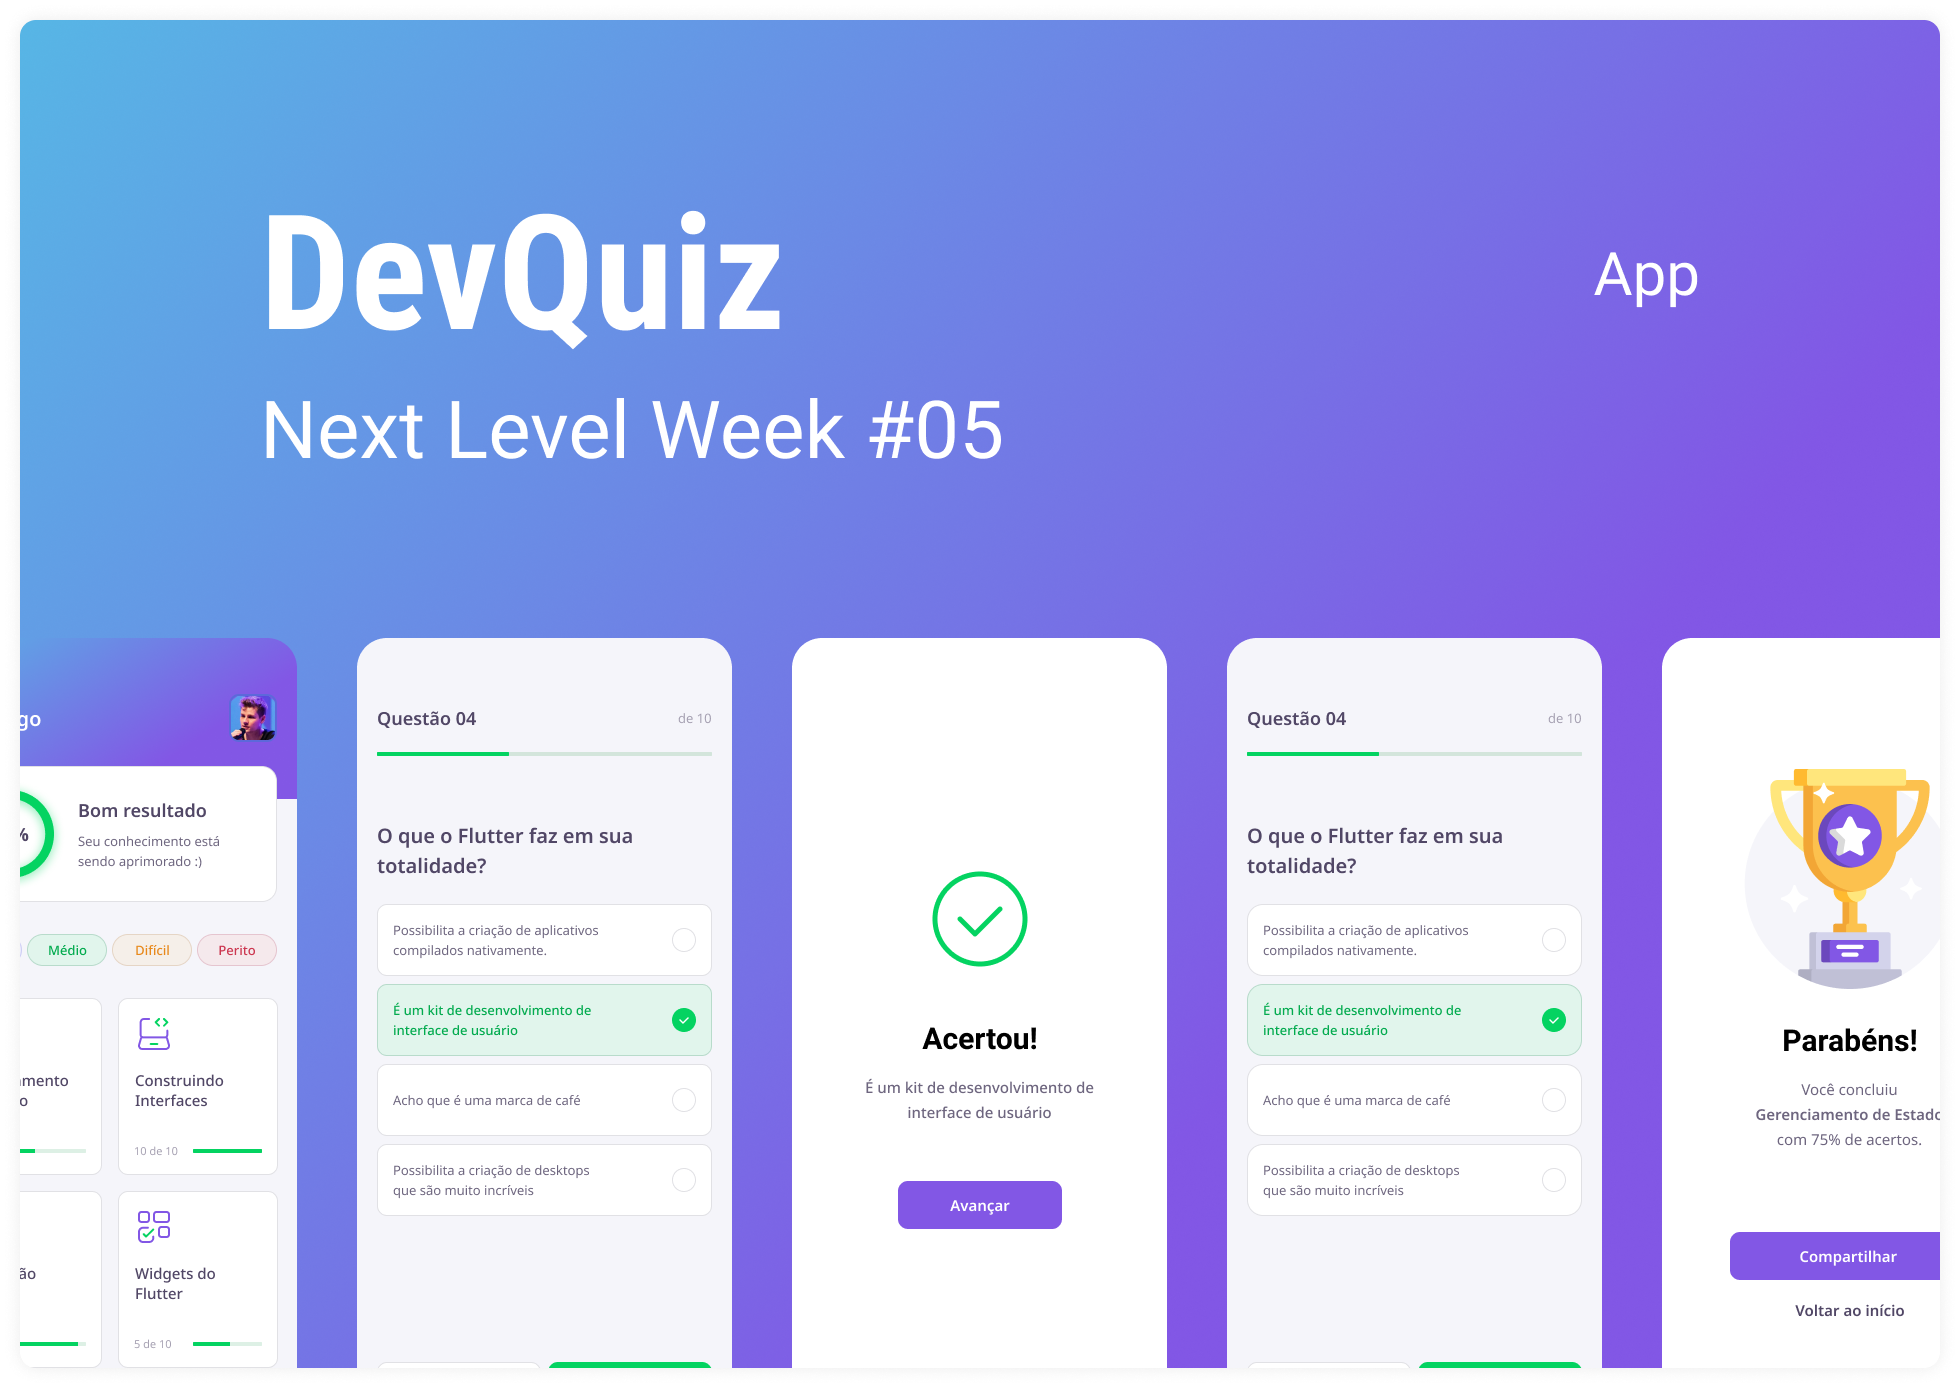 DevQuiz
App
Next Level Week #05
go
%
Bom resultado
Seu conhecimento está
sendo aprimorado :)
Médio
Difícil
Perito
amento
o
Construindo
Interfaces
10 de 10
ão
Widgets do
Flutter
5 de 10
Questão 04
de 10
O que o Flutter faz em sua
totalidade?
Possibilita a criação de aplicativos
compilados nativamente.
É um kit de desenvolvimento de
interface de usuário
Acho que é uma marca de café
Possibilita a criação de desktops
que são muito incríveis
Acertou!
É um kit de desenvolvimento de
interface de usuário
Avançar
Questão 04
de 10
O que o Flutter faz em sua
totalidade?
Possibilita a criação de aplicativos
compilados nativamente.
É um kit de desenvolvimento de
interface de usuário
Acho que é uma marca de café
Possibilita a criação de desktops
que são muito incríveis
Parabéns!
Você concluiu
Gerenciamento de Estado
com 75% de acertos.
Compartilhar
Voltar ao início